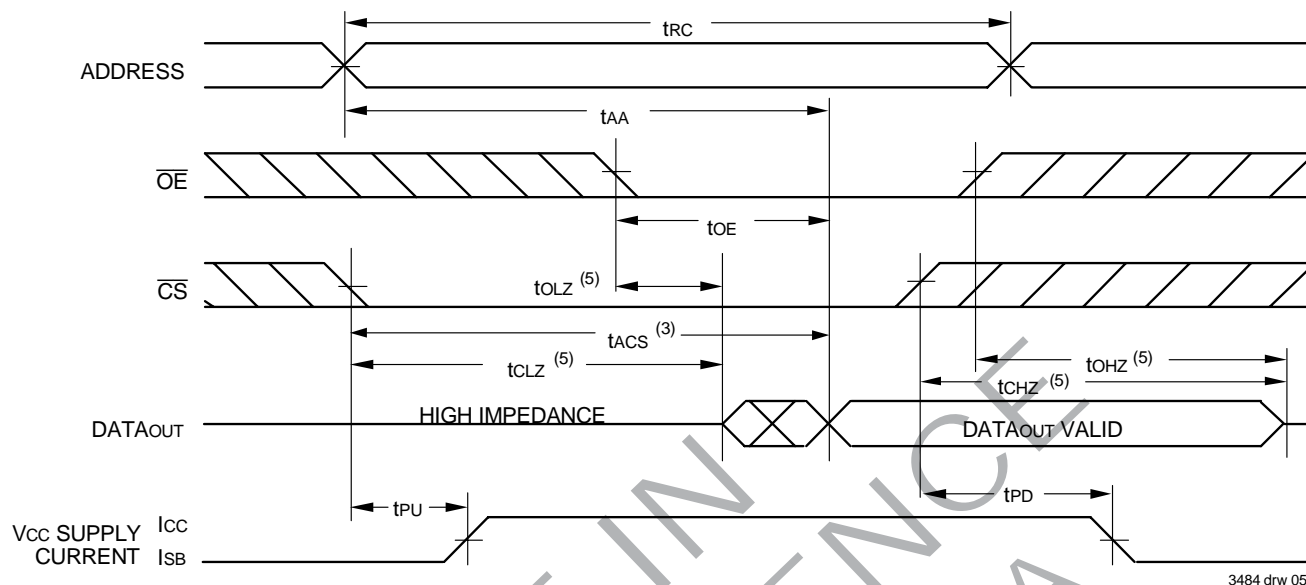 tRC
ADDRESS
tAA
OE
tOE
CS
tOLZ (5)
tACS (3)
tCLZ (5)
tOHZ (5)
tCHZ (5)
HIGH IMPEDANCE
DATAOUT
DATAOUT VALID
tPU
tPD
VCC SUPPLY ICC
CURRENT ISB
3484 drw 05
IN